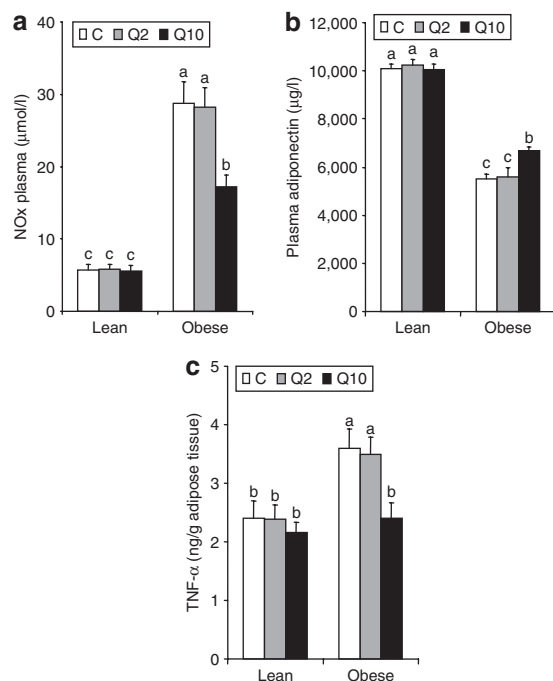 a
C Q2 Q10
NOx plasma (µmol/l)
40
30
20
10
0
a a
b
c c c
Lean Obese
b
C Q2 Q10
Plasma adiponectin (µg/l)
12,000
10,000
8,000
6,000
4,000
2,000
0
a a a
c c b
Lean Obese
c
C Q2 Q10
TNF-α (ng/g adipose tissue)
5
4
3
2
1
0
b b b
a a
b
Lean Obese